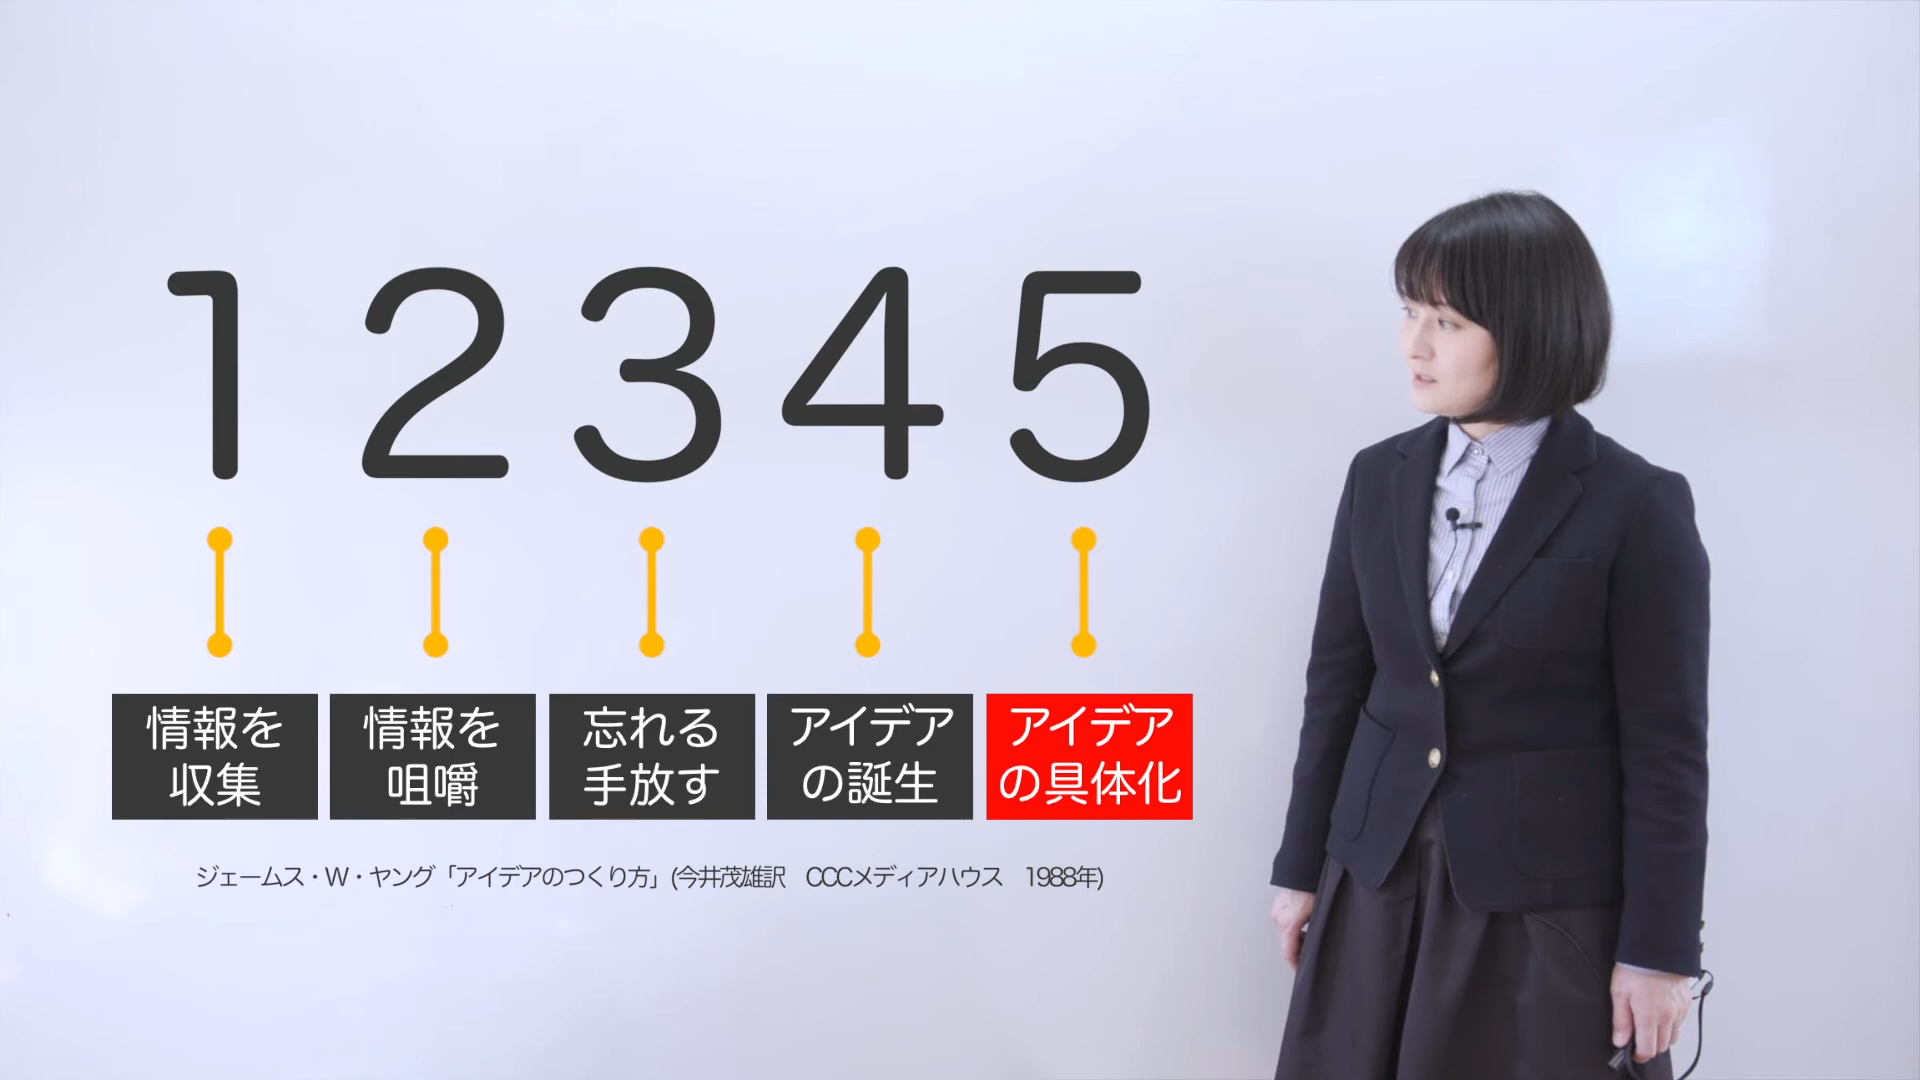 1 2 3 4 5
情報を
収集
情報を
咀嚼
忘れる
手放す
アイデア
の誕生
アイデア
の具体化
ジェームス・W・ヤング「アイデアのつくり方」(今井茂雄訳　CCCメディアハウス　1988年)